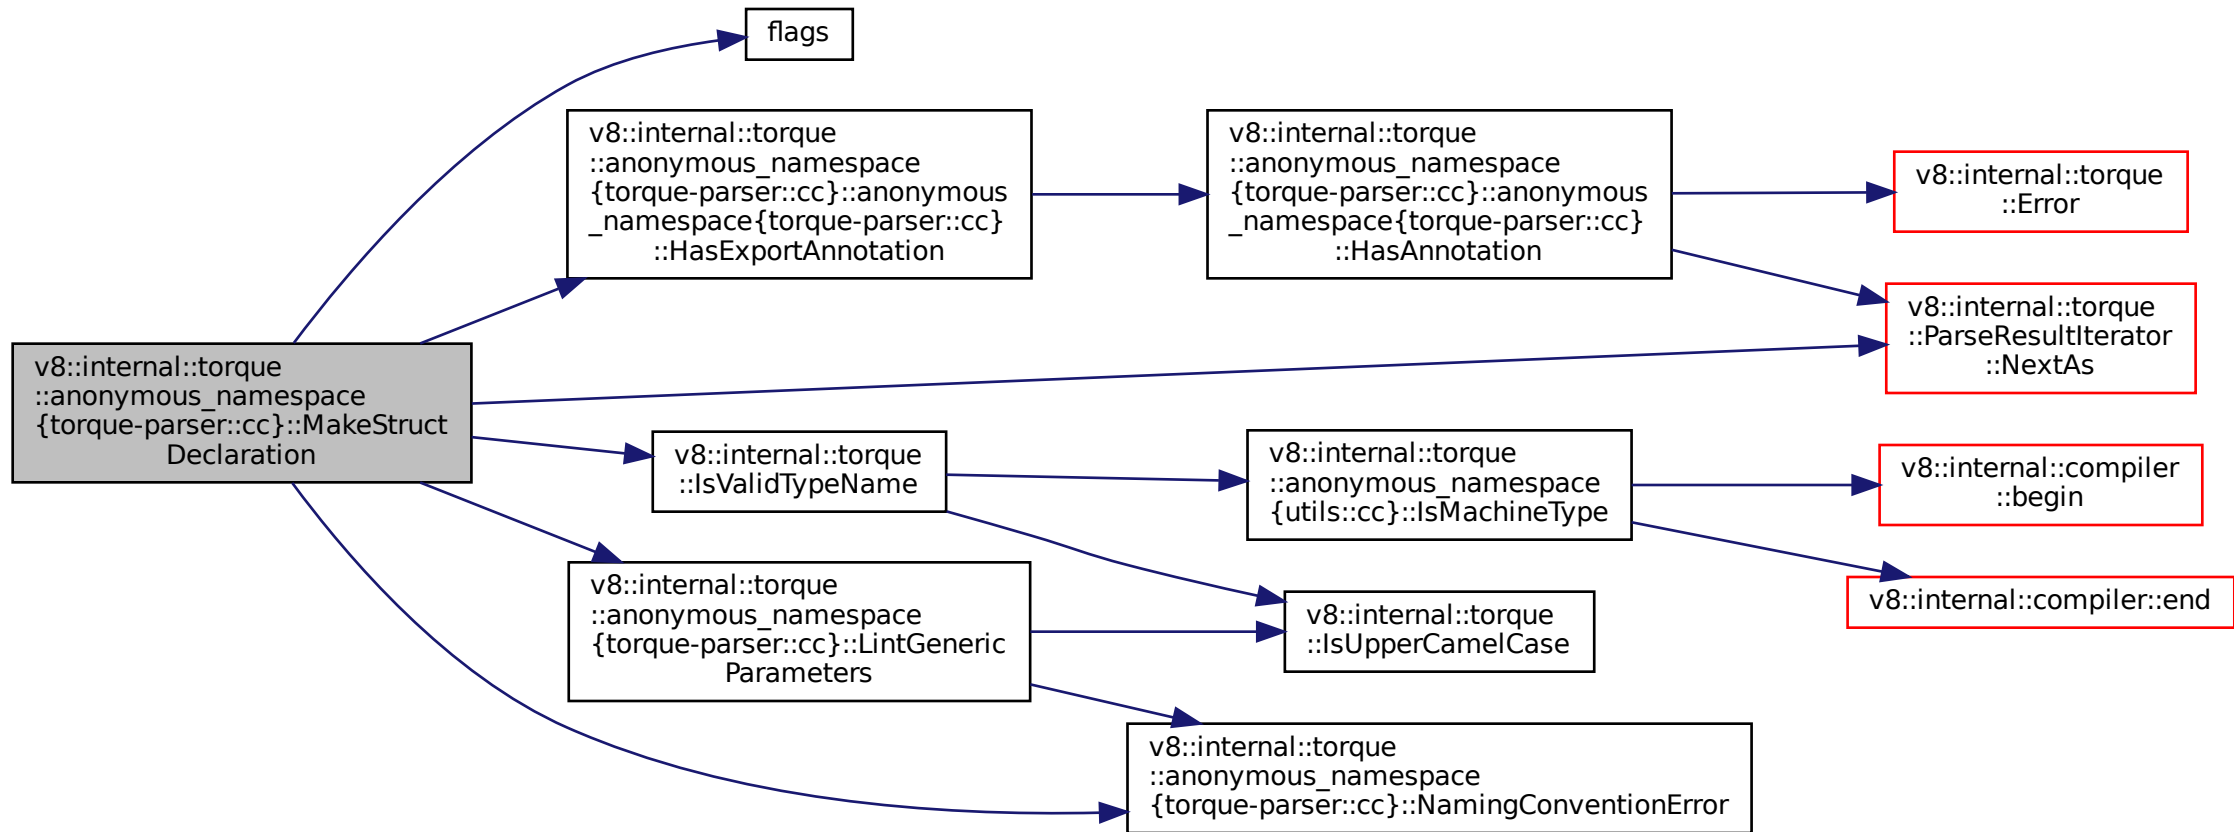 flags
v8::internal::torque
::anonymous_namespace
{torque-parser::cc}::anonymous
_namespace{torque-parser::cc}
::HasExportAnnotation
v8::internal::torque
::anonymous_namespace
{torque-parser::cc}::anonymous
_namespace{torque-parser::cc}
::HasAnnotation
v8::internal::torque
::Error
v8::internal::torque
::ParseResultIterator
::NextAs
v8::internal::torque
::anonymous_namespace
{torque-parser::cc}::MakeStruct
Declaration
v8::internal::torque
::IsValidTypeName
v8::internal::torque
::anonymous_namespace
{utils::cc}::IsMachineType
v8::internal::compiler
::begin
v8::internal::compiler::end
v8::internal::torque
::anonymous_namespace
{torque-parser::cc}::LintGeneric
Parameters
v8::internal::torque
::IsUpperCamelCase
v8::internal::torque
::anonymous_namespace
{torque-parser::cc}::NamingConventionError